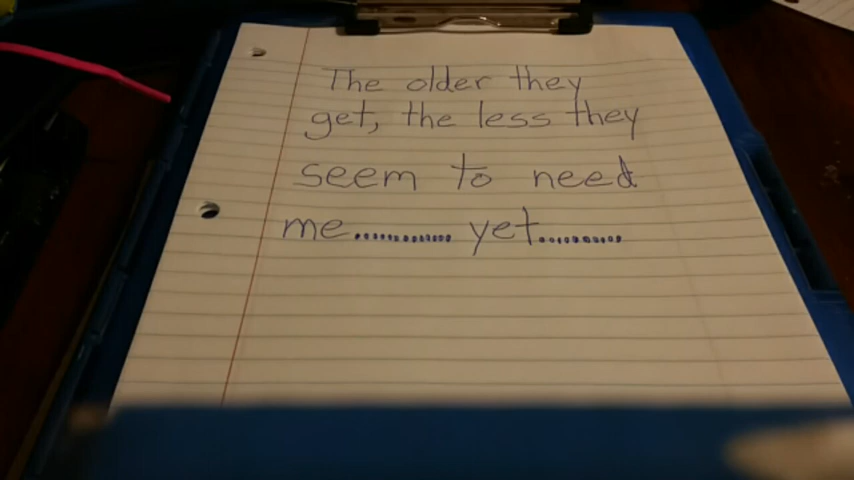 The older they
get, the less they
seem to need
me............ yet..........